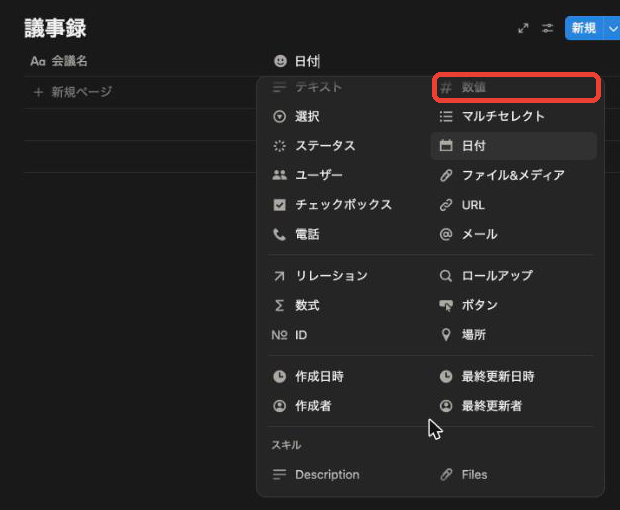 議事録
新規
Aa 会議名
日付
テキスト
# 数値
+ 新規ページ
選択
マルチセレクト
ステータス
日付
ユーザー
ファイル&メディア
チェックボックス
URL
電話
@ メール
リレーション
ロールアップ
Σ 数式
ボタン
№ ID
場所
作成日時
最終更新日時
作成者
最終更新者
スキル
Description
Files